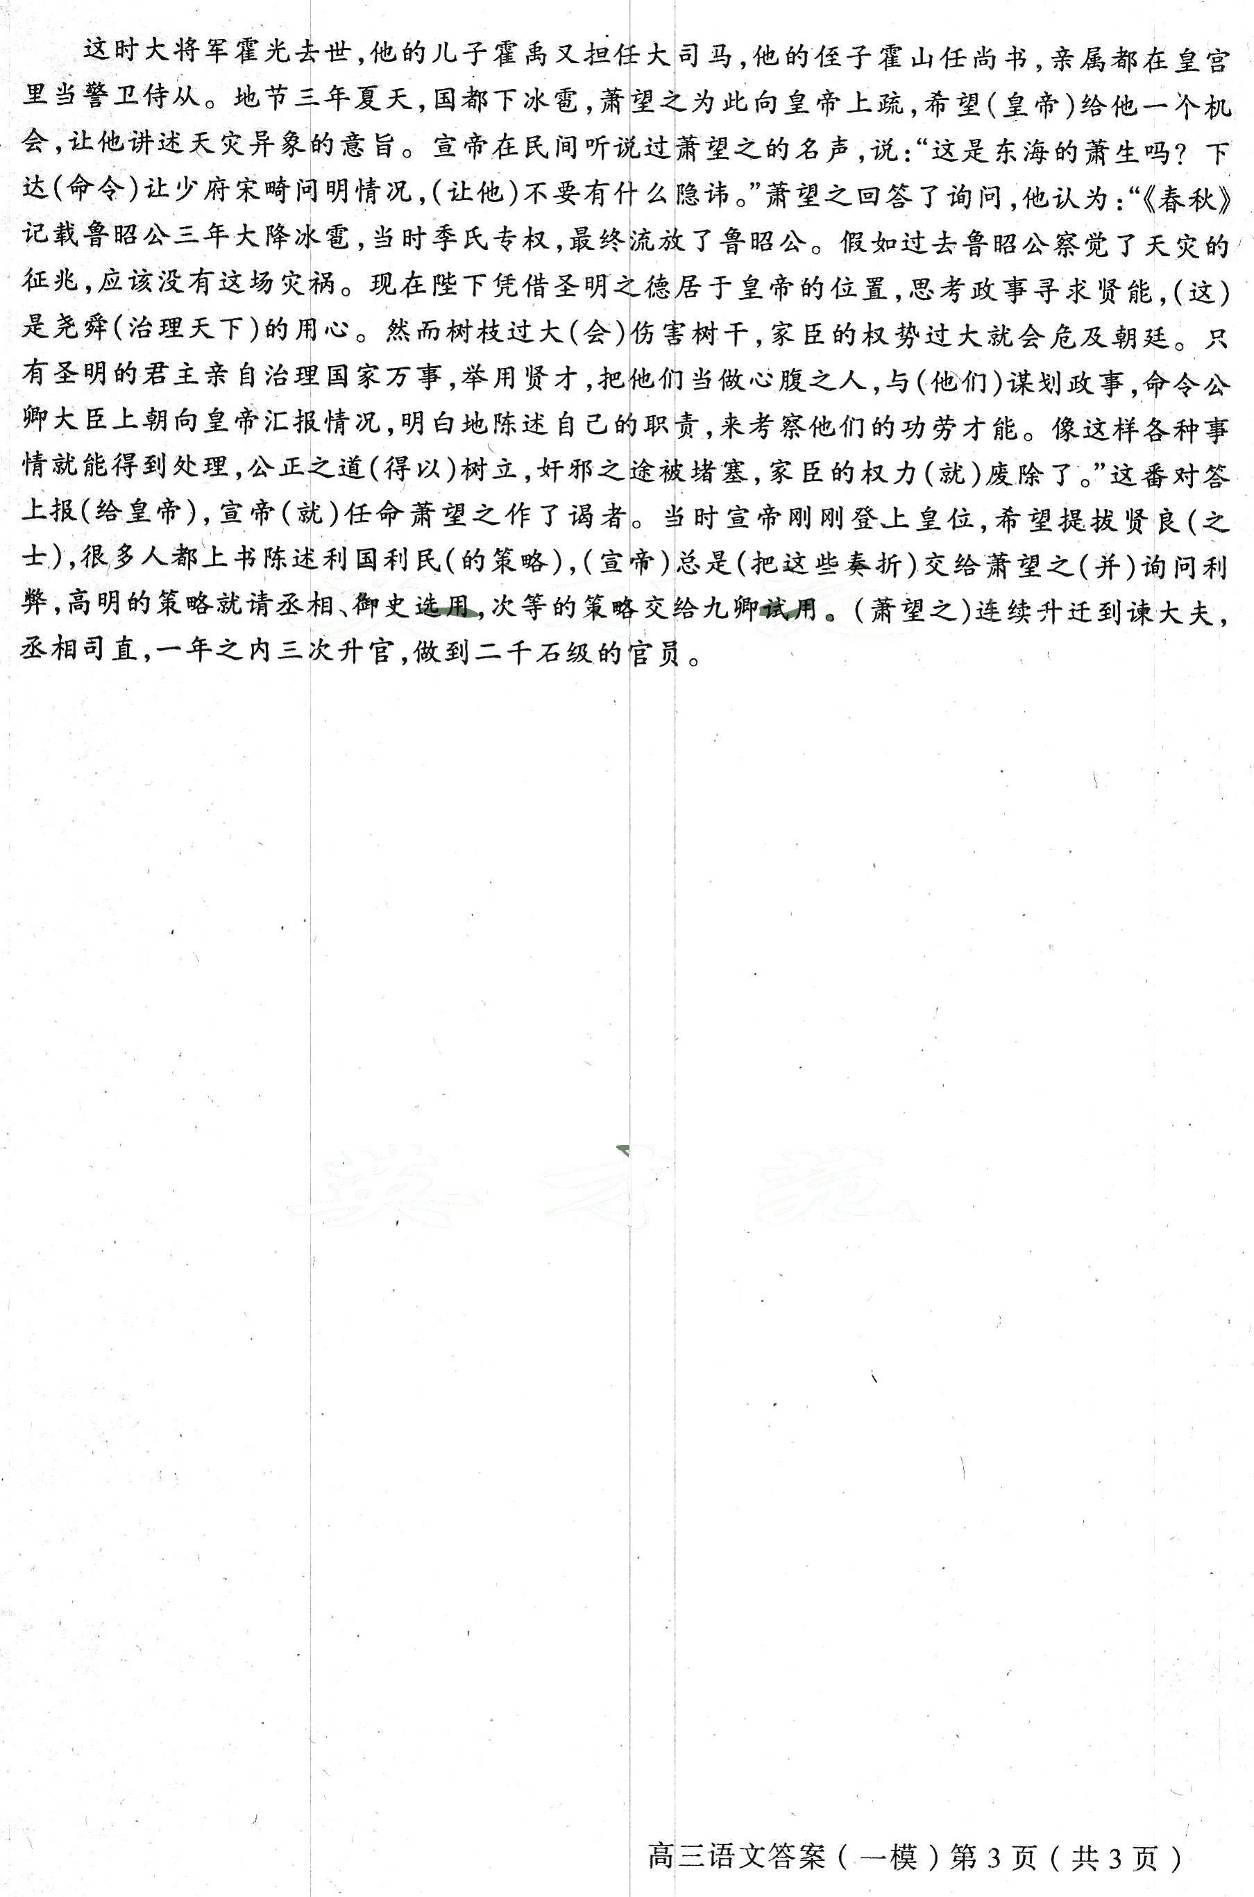 这时大将军霍光去世,他的儿子霍禹又担任大司马,他的侄子霍山任尚书,亲属都在皇宫
里当警卫侍从。地节三年夏天,国都下冰雹,萧望之为此向皇帝上疏,希望(皇帝)给他一个机
会,让他讲述天灾异象的意旨。宣帝在民间听说过萧望之的名声,说:“这是东海的萧生吗?下
达(命令)让少府宋畸问明情况,(让他)不要有什么隐讳。”萧望之回答了询问,他认为:“《春秋》
记载鲁昭公三年大降冰雹,当时季氏专权,最终流放了鲁昭公。假如过去鲁昭公察觉了天灾的
征兆,应该没有这场灾祸。现在陛下凭借圣明之德居于皇帝的位置,思考政事寻求贤能,(这)
是尧舜(治理天下)的用心。然而树枝过大(会)伤害树干,家臣的权势过大就会危及朝廷。只
有圣明的君主亲自治理国家万事,举用贤才,把他们当做心腹之人,与(他们)谋划政事,命令公
卿大臣上朝向皇帝汇报情况,明白地陈述自己的职责,来考察他们的功劳才能。像这样各种事
情就能得到处理,公正之道(得以)树立,奸邪之途被堵塞,家臣的权力(就)废除了。”这番对答
上报(给皇帝),宣帝(就)任命萧望之作了谒者。当时宣帝刚刚登上皇位,希望提拔贤良(之
士),很多人都上书陈述利国利民(的策略),(宣帝)总是(把这些奏折)交给萧望之(并)询问利
弊,高明的策略就请丞相、御史选用,次等的策略交给九卿试用。(萧望之)连续升迁到谏大夫,
丞相司直,一年之内三次升官,做到二千石级的官员。
英才苑
高三语文答案(一模)第3页(共3页)